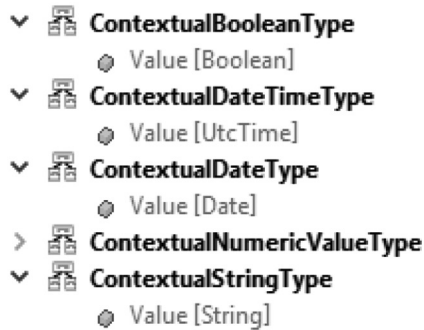 ContextualBooleanType
Value [Boolean]
ContextualDateTimeType
Value [UtcTime]
ContextualDateType
Value [Date]
ContextualNumericValueType
ContextualStringType
Value [String]